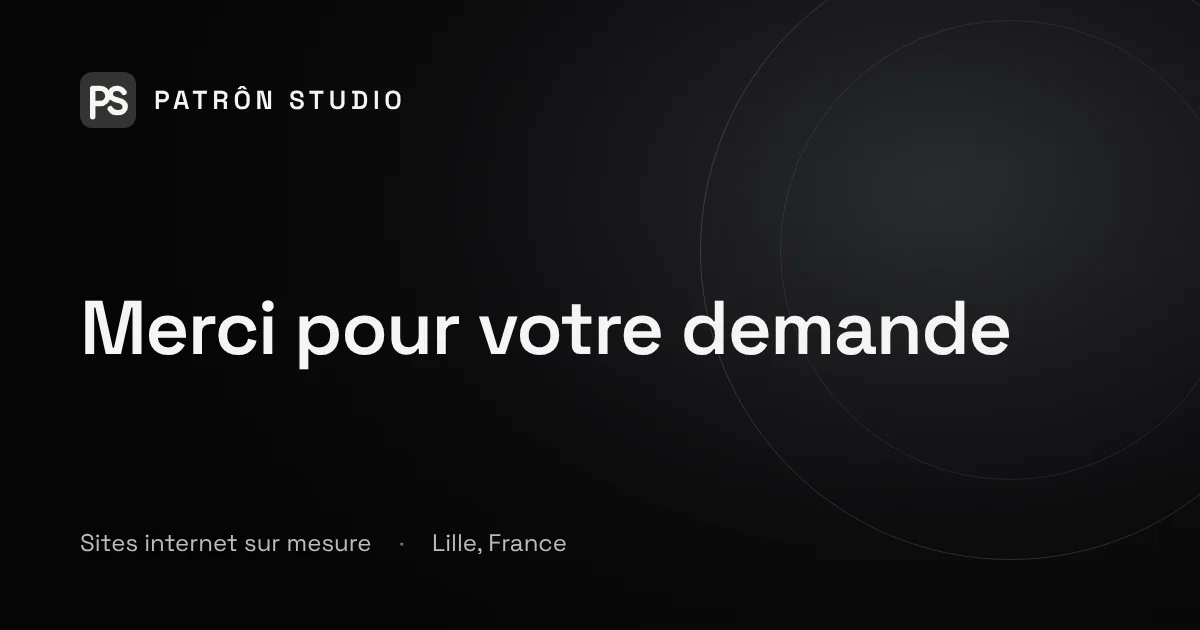 PS PATRÔN STUDIO
Merci pour votre demande
Sites internet sur mesure · Lille, France